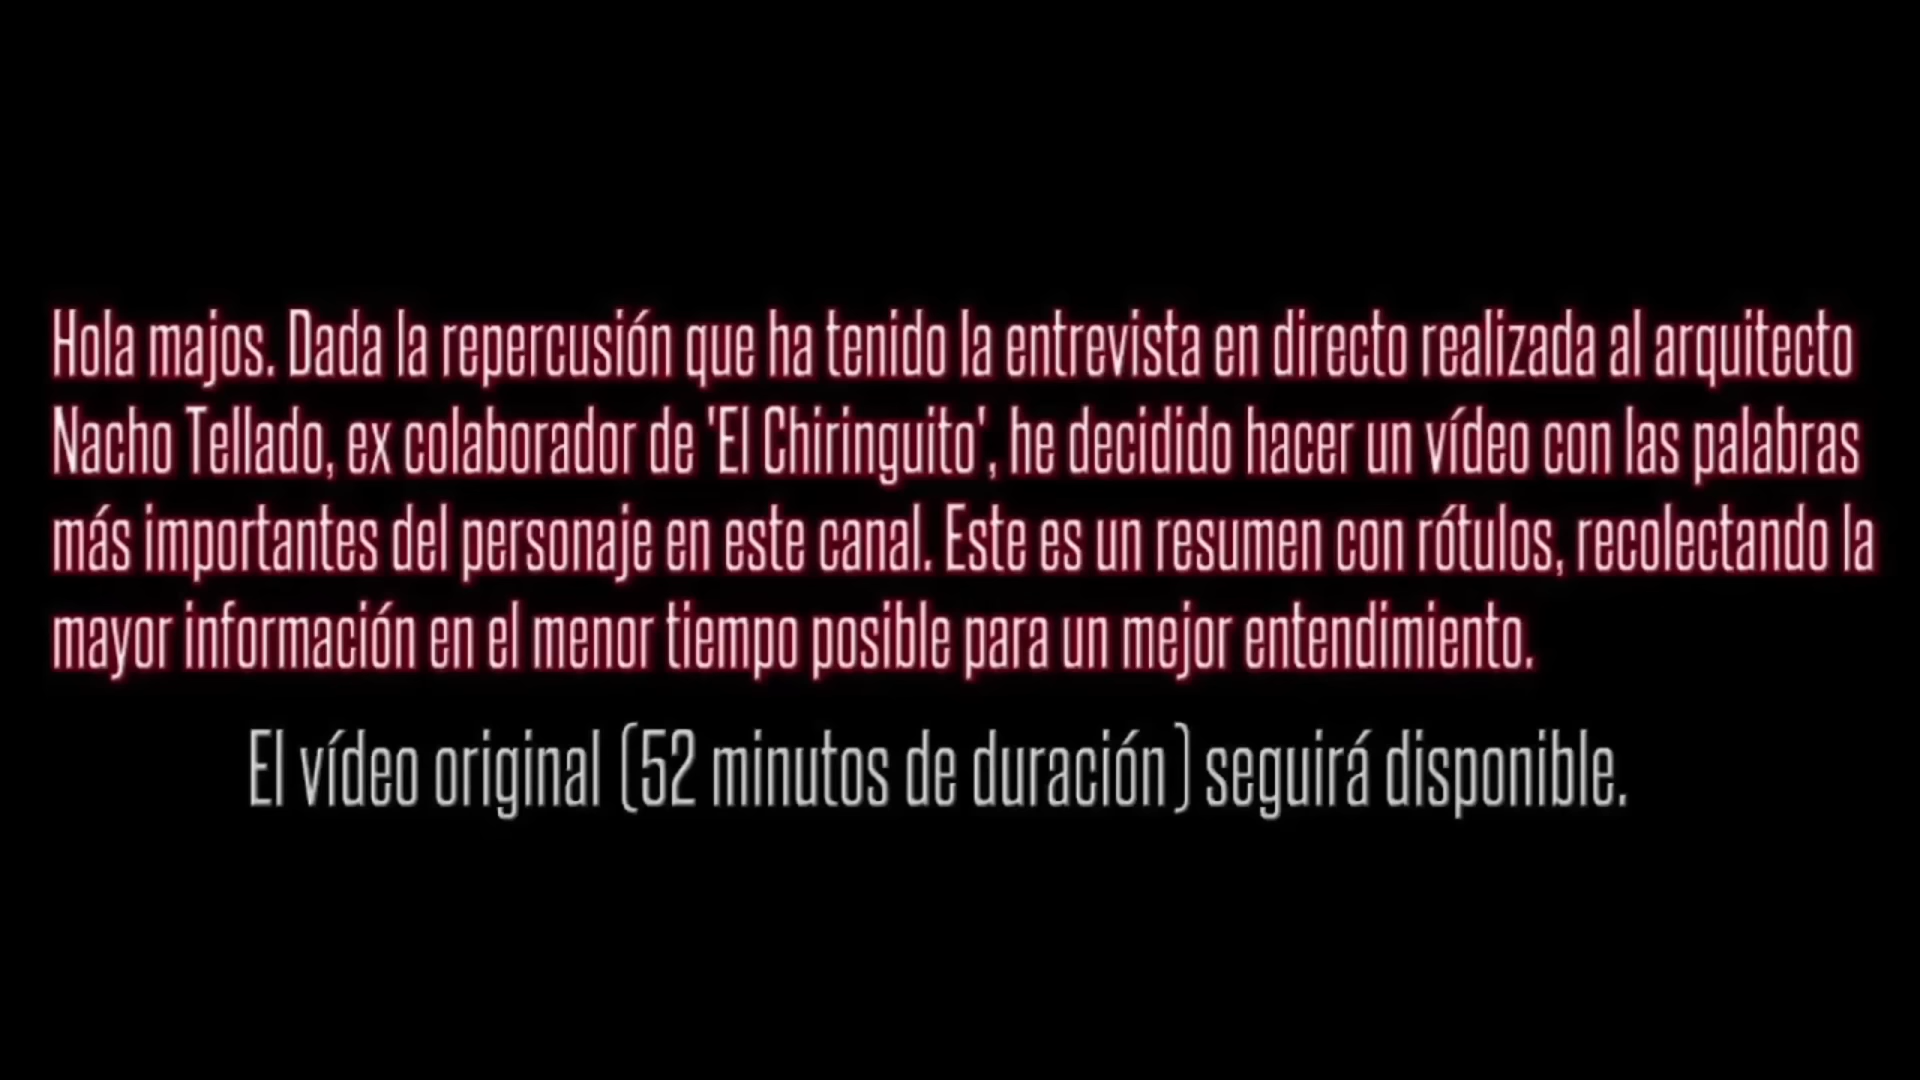 Hola majos. Dada la repercusión que ha tenido la entrevista en directo realizada al arquitecto
Nacho Tellado, ex colaborador de 'El Chiringuito', he decidido hacer un vídeo con las palabras
más importantes del personaje en este canal. Este es un resumen con rótulos, recolectando la
mayor información en el menor tiempo posible para un mejor entendimiento.
El vídeo original (52 minutos de duración) seguirá disponible.